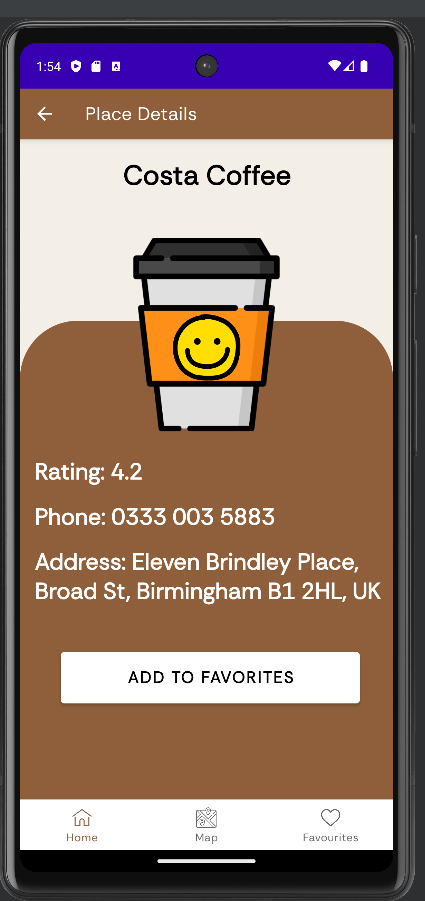 1:54
Place Details
Costa Coffee
Rating: 4.2
Phone: 0333 003 5883
Address: Eleven Brindley Place,
Broad St, Birmingham B1 2HL, UK
ADD TO FAVORITES
Home Map Favourites